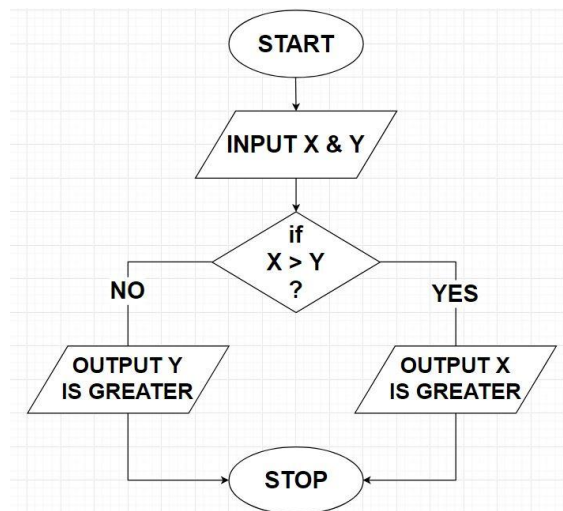 START
INPUT X & Y
if
X > Y
?
NO
YES
OUTPUT Y
IS GREATER
OUTPUT X
IS GREATER
STOP